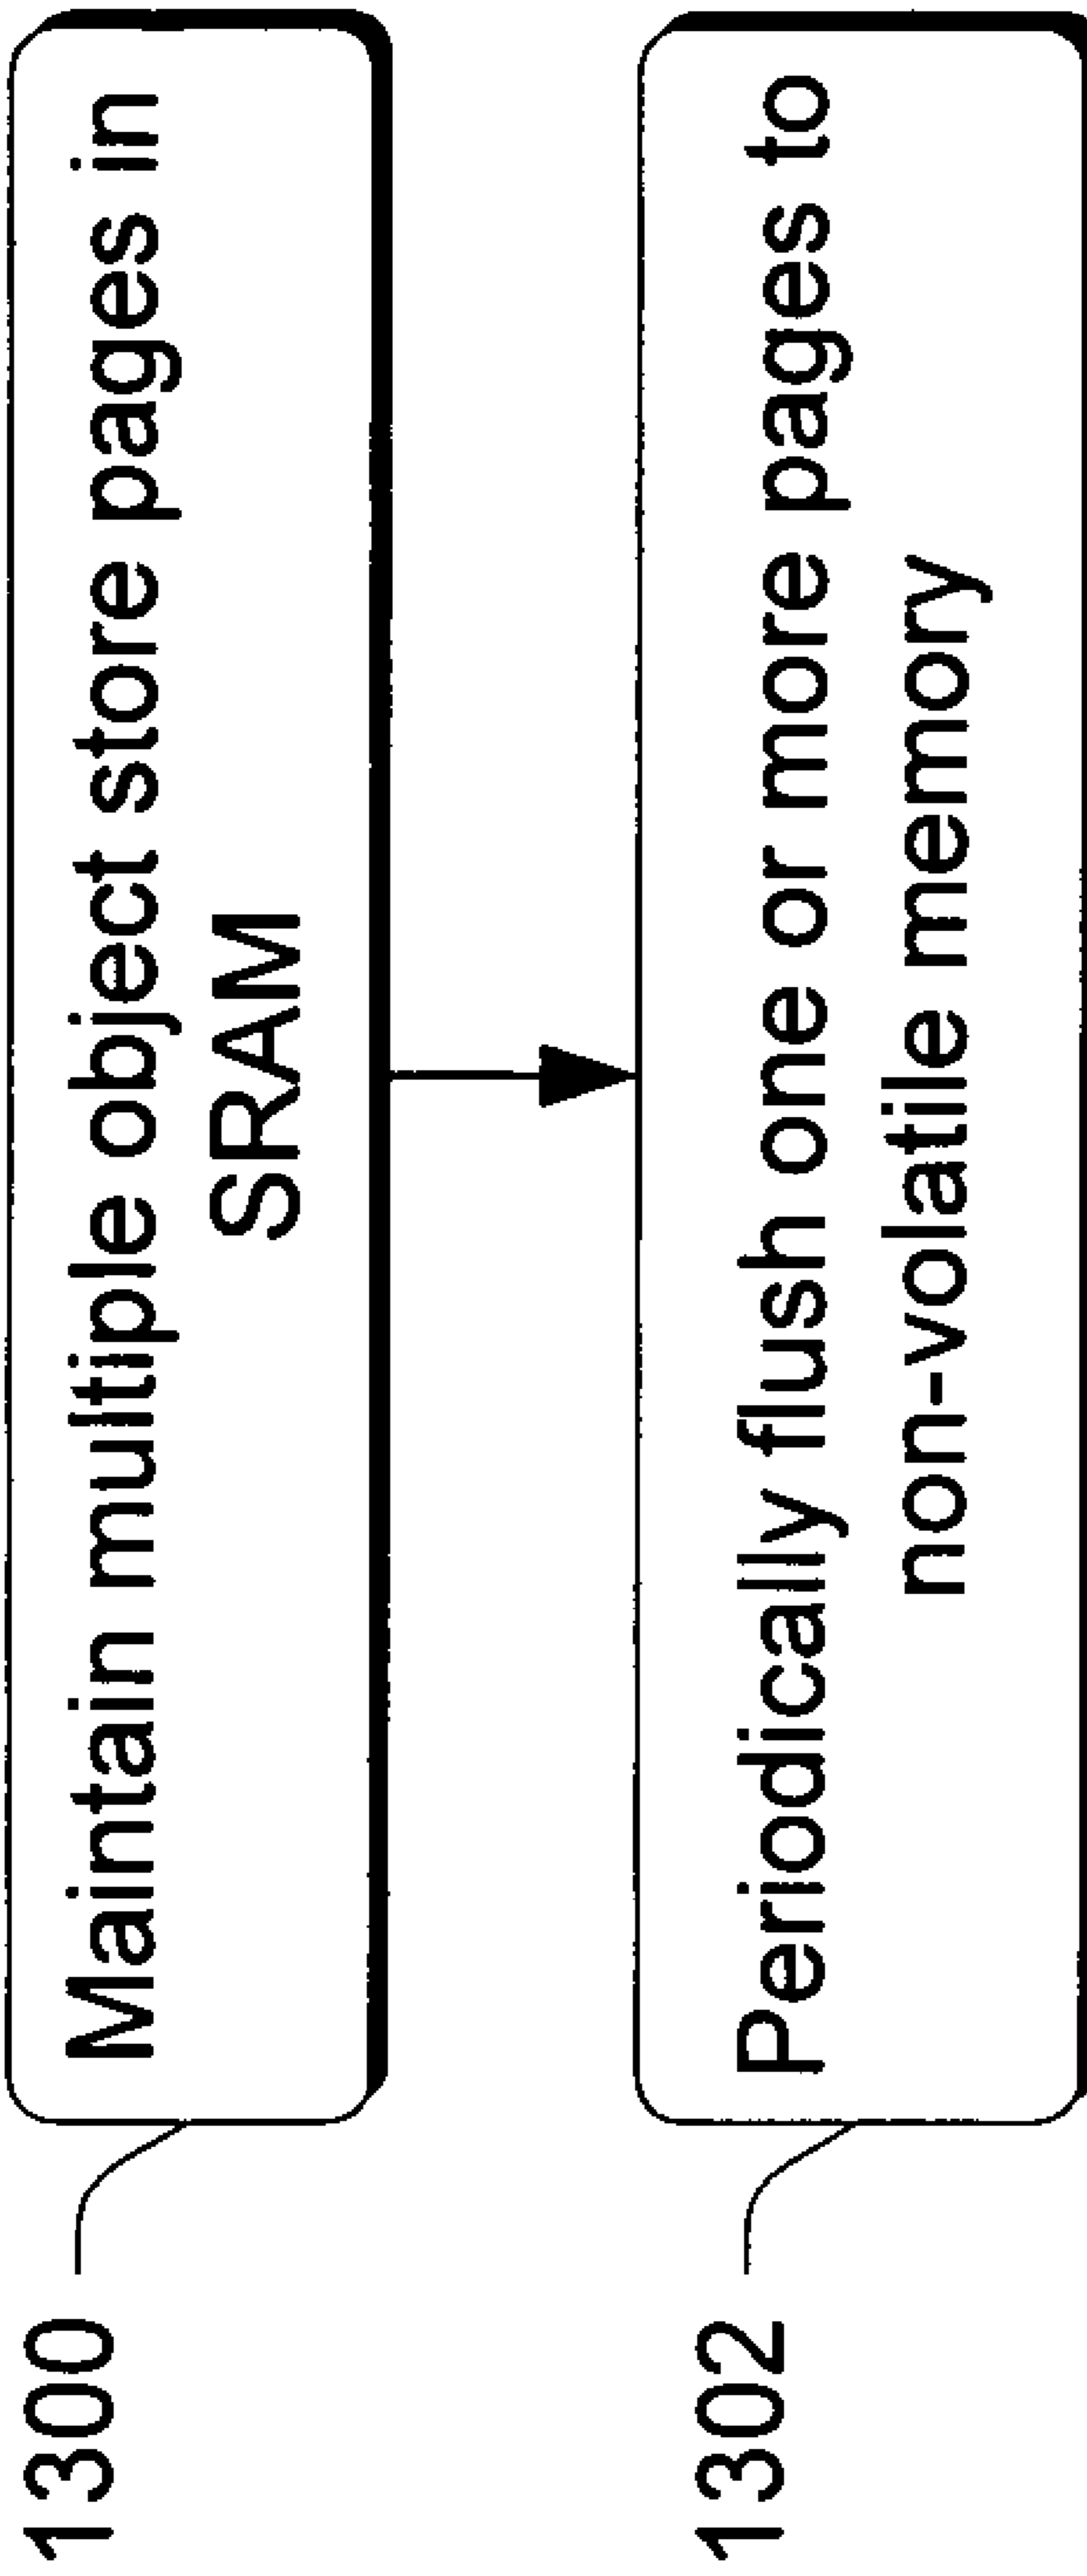 1300
Maintain multiple object store pages in
SRAM
1302
Periodically flush one or more pages to
non-volatile memory